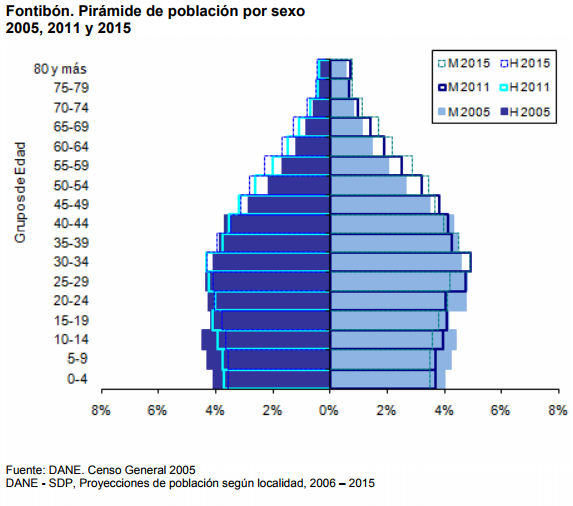 Fontibón. Pirámide de población por sexo
2005, 2011 y 2015
Grupos de Edad
80 y más
75-79
70-74
65-69
60-64
55-59
50-54
45-49
40-44
35-39
30-34
25-29
20-24
15-19
10-14
5-9
0-4
M2015 H2015
M2011 H2011
M2005 H2005
8% 6% 4% 2% 0% 2% 4% 6% 8%
Fuente: DANE. Censo General 2005
DANE - SDP, Proyecciones de población según localidad, 2006 – 2015